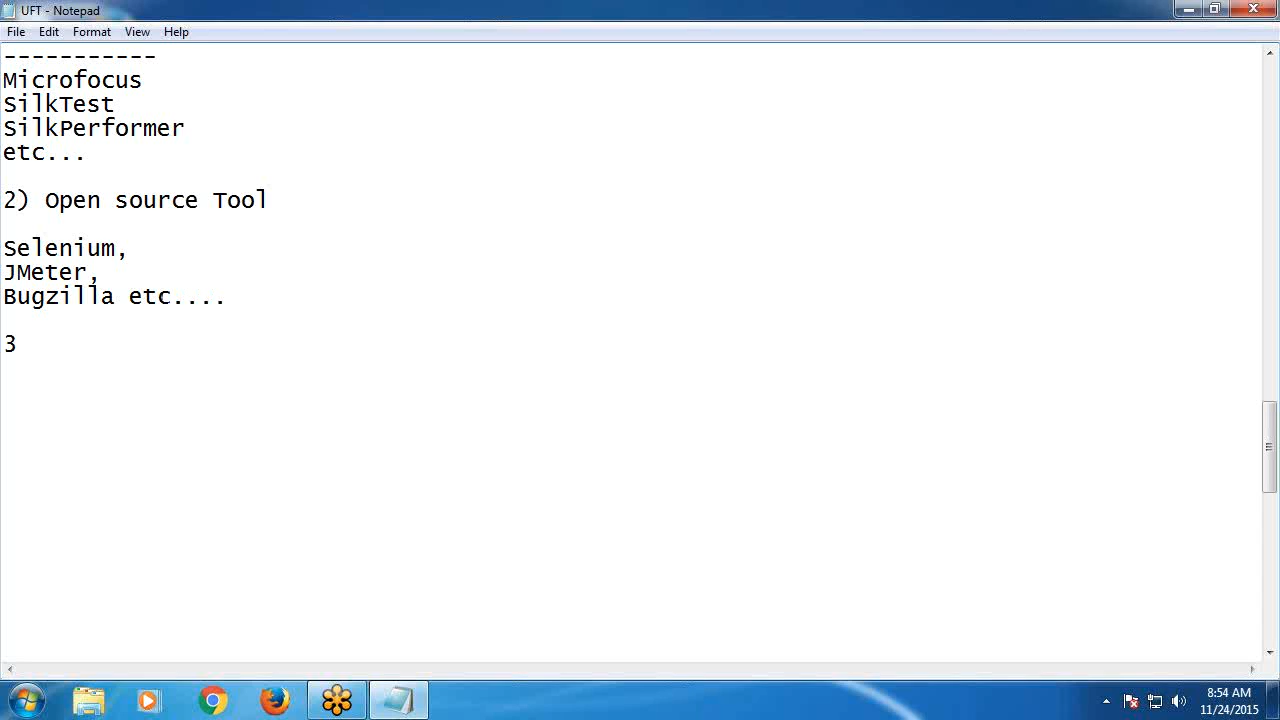 UFT - Notepad
File Edit Format View Help
-----------
Microfocus
SilkTest
SilkPerformer
etc...
2) Open source Tool
Selenium,
JMeter,
Bugzilla etc....
3
8:54 AM
11/24/2015